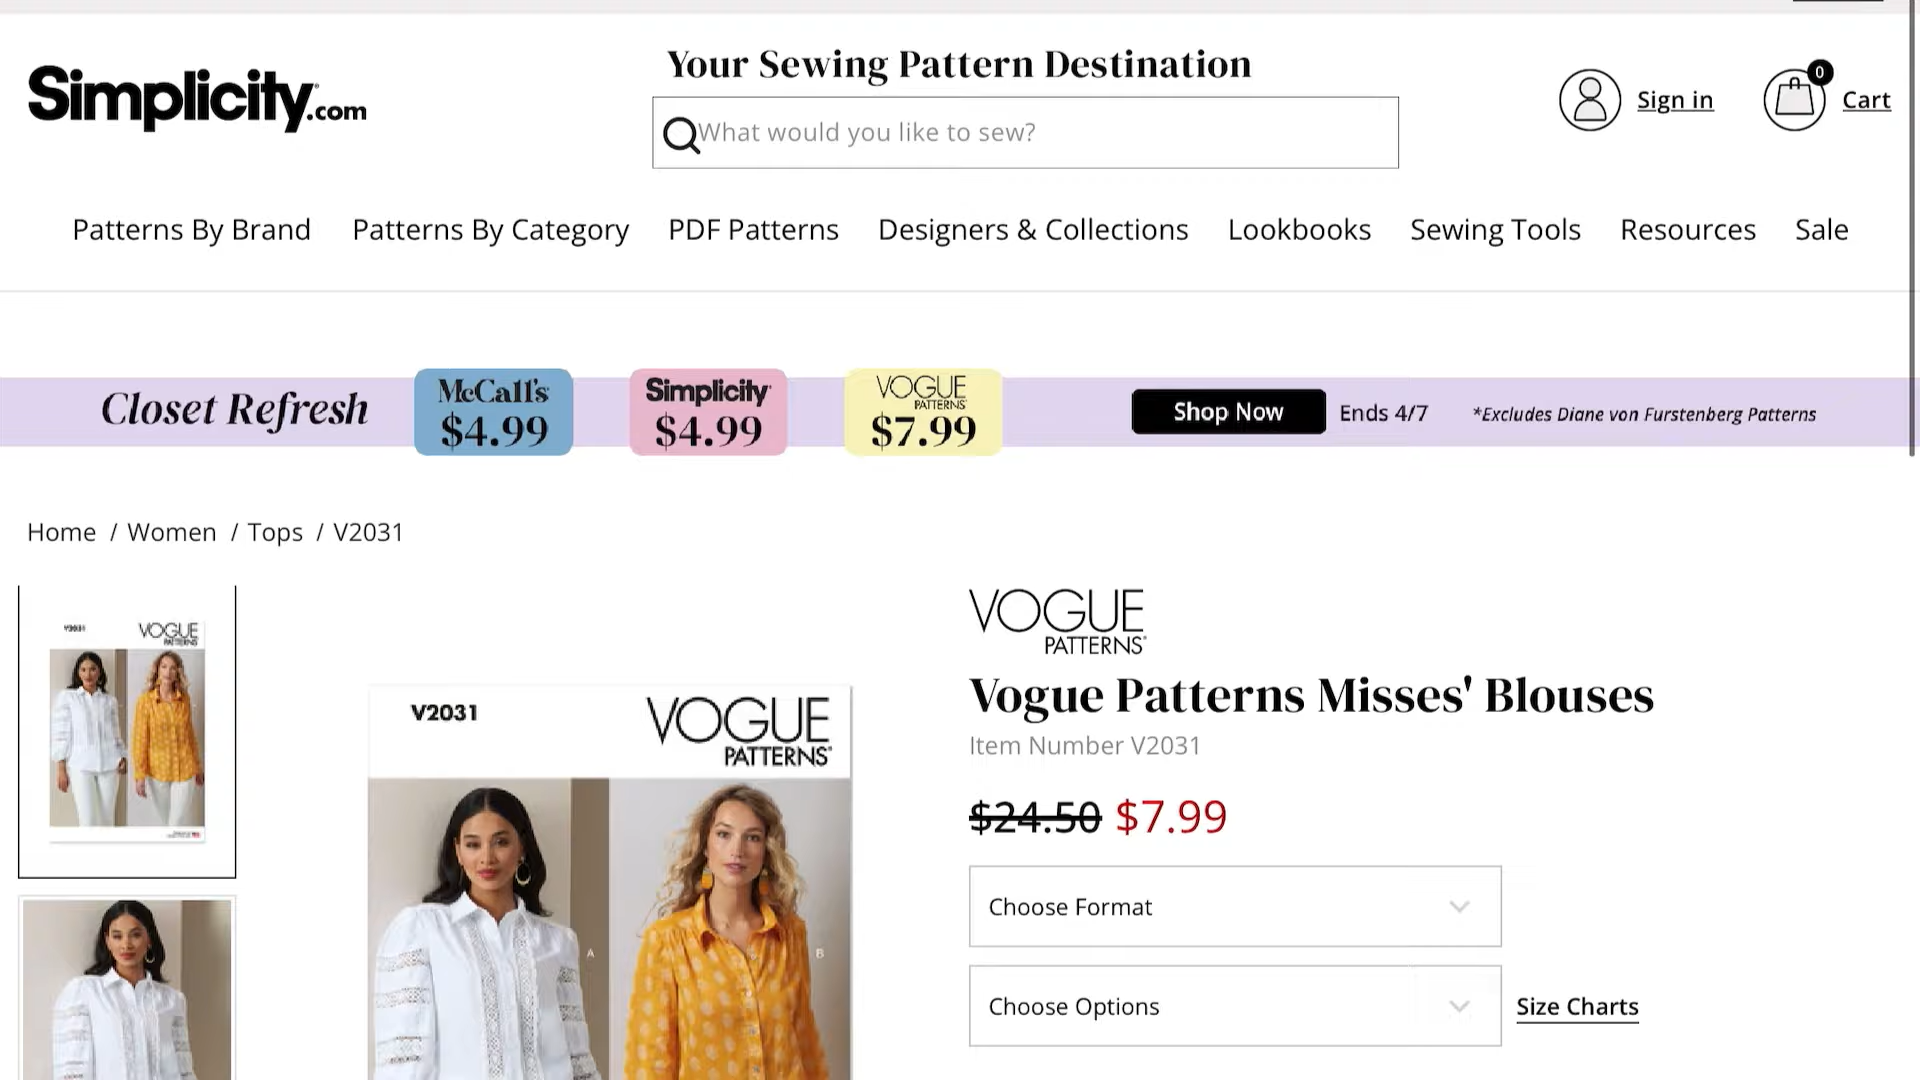 Simplicity.com
Your Sewing Pattern Destination
What would you like to sew?
Sign in
0
Cart
Patterns By Brand
Patterns By Category
PDF Patterns
Designers & Collections
Lookbooks
Sewing Tools
Resources
Sale
Closet Refresh
McCall's
$4.99
Simplicity
$4.99
VOGUE
PATTERNS
$7.99
Shop Now
Ends 4/7
*Excludes Diane von Furstenberg Patterns
Home / Women / Tops / V2031
V2031
VOGUE
PATTERNS
V2031
VOGUE
PATTERNS
A
B
VOGUE
PATTERNS
Vogue Patterns Misses' Blouses
Item Number V2031
$24.50 $7.99
Choose Format
Choose Options
Size Charts